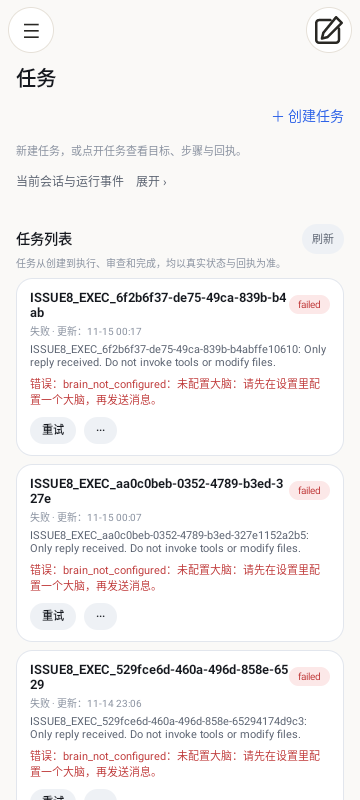 任务
＋ 创建任务
新建任务，或点开任务查看目标、步骤与回执。
当前会话与运行事件 展开 ›
任务列表
刷新
任务从创建到执行、审查和完成，均以真实状态与回执为准。
ISSUE8_EXEC_6f2b6f37-de75-49ca-839b-b4
ab
failed
失败 · 更新：11-15 00:17
ISSUE8_EXEC_6f2b6f37-de75-49ca-839b-b4abffe10610: Only
reply received. Do not invoke tools or modify files.
错误：brain_not_configured：未配置大脑：请先在设置里配
置一个大脑，再发送消息。
重试
···
ISSUE8_EXEC_aa0c0beb-0352-4789-b3ed-3
27e
failed
失败 · 更新：11-15 00:07
ISSUE8_EXEC_aa0c0beb-0352-4789-b3ed-327e1152a2b5:
Only reply received. Do not invoke tools or modify files.
错误：brain_not_configured：未配置大脑：请先在设置里配
置一个大脑，再发送消息。
重试
···
ISSUE8_EXEC_529fce6d-460a-496d-858e-65
29
failed
失败 · 更新：11-14 23:06
ISSUE8_EXEC_529fce6d-460a-496d-858e-65294174d9c3:
Only reply received. Do not invoke tools or modify files.
错误：brain_not_configured：未配置大脑：请先在设置里配
置一个大脑，再发送消息。
重试
···